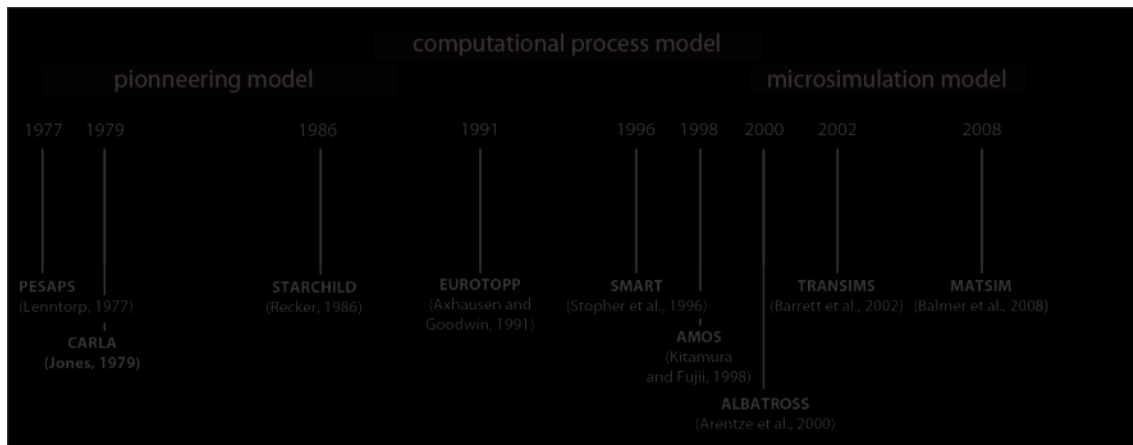 computational process model
pionneering model
microsimulation model
1977
1979
1986
1991
1996
1998
2000
2002
2008
PESAPS
(Lenntorp, 1977)
CARLA
(Jones, 1979)
STARCHILD
(Recker, 1986)
EUROTOPP
(Axhausen and
Goodwin, 1991)
SMART
(Stopher et al., 1996)
AMOS
(Kitamura
and Fujii, 1998)
ALBATROSS
(Arentze et al., 2000)
TRANSIMS
(Barrett et al., 2002)
MATSIM
(Balmer et al., 2008)